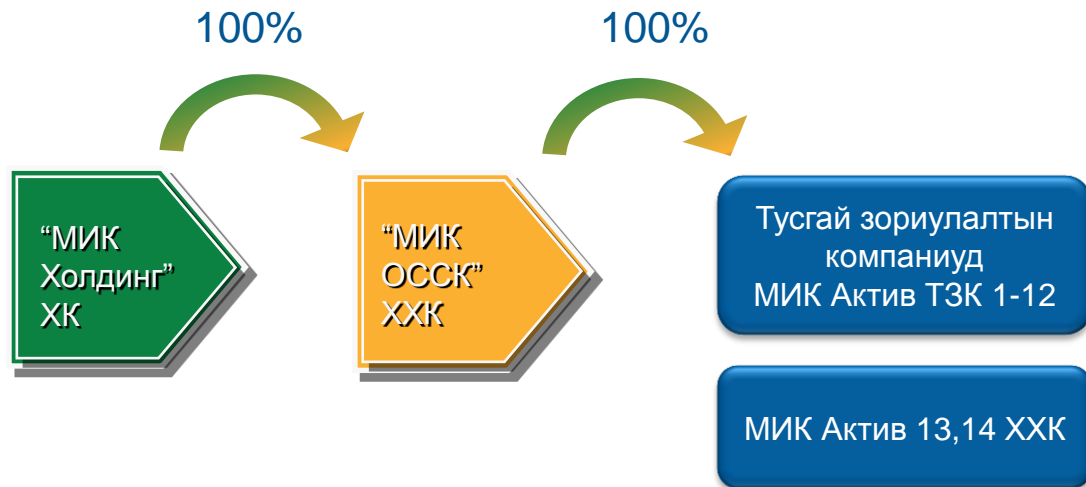 100%
100%
“МИК
Холдинг”
ХК
“МИК
ОССК”
ХХК
Тусгай зориулалтын
компаниуд
МИК Актив ТЗК 1-12
МИК Актив 13,14 ХХК